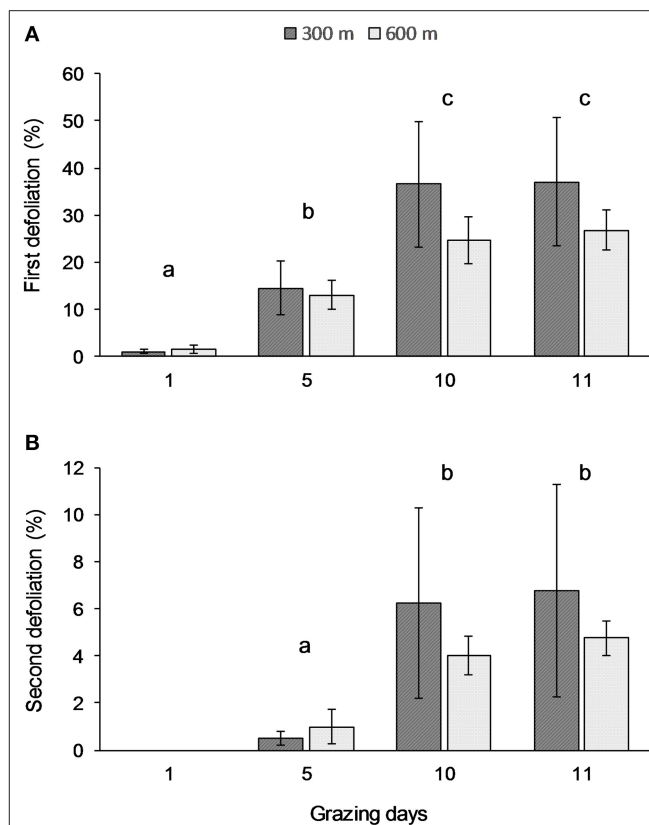 A
300 m 600 m
First defoliation (%)
60
50
40
30
20
10
0
a
b
c
c
1 5 10 11
B
Second defoliation (%)
12
10
8
6
4
2
0
a
b
b
1 5 10 11
Grazing days